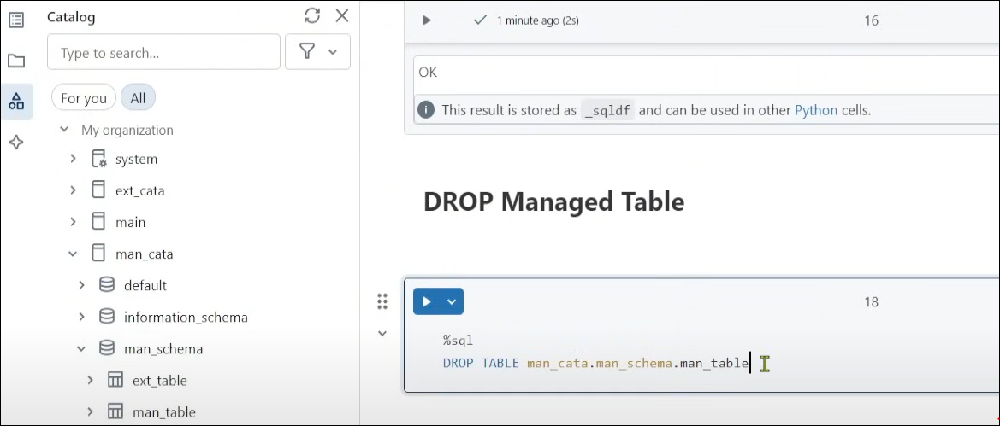 Catalog
Type to search...
For you
All
My organization
system
ext_cata
main
man_cata
default
information_schema
man_schema
ext_table
man_table
1 minute ago (2s)
16
OK
This result is stored as _sqldf and can be used in other Python cells.
DROP Managed Table
18
%sql
DROP TABLE man_cata.man_schema.man_table